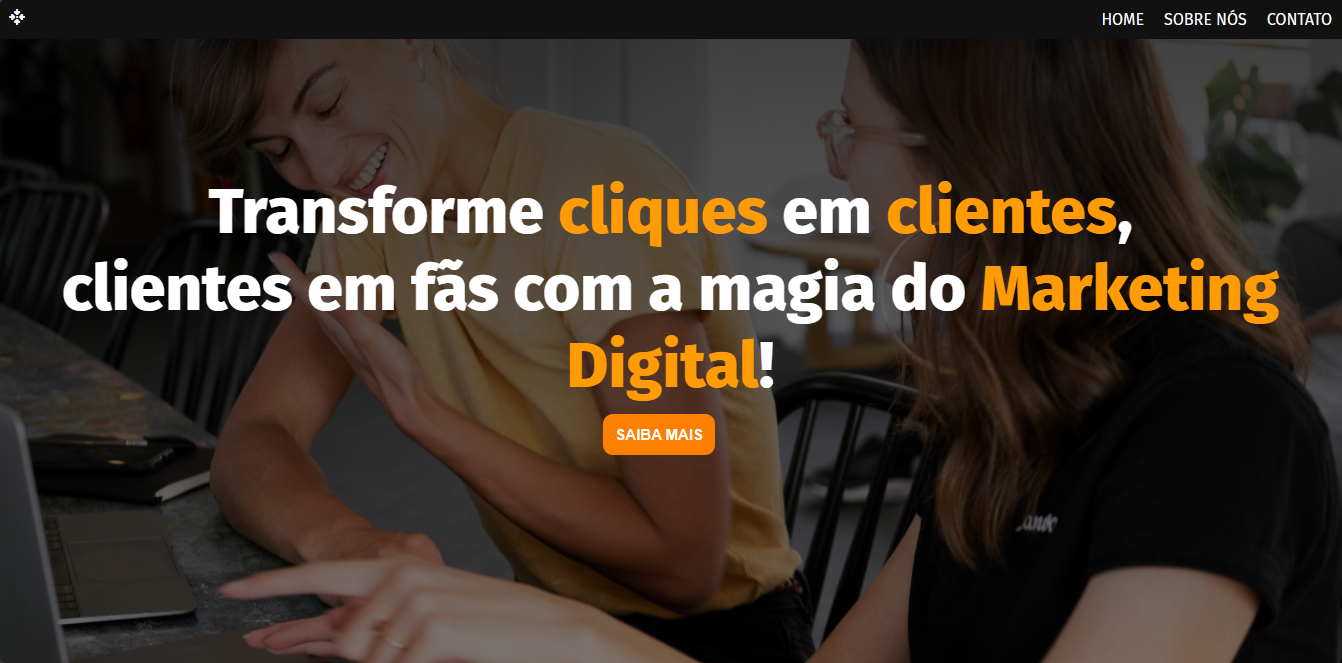 HOME SOBRE NÓS CONTATO
Transforme cliques em clientes,
clientes em fãs com a magia do Marketing
Digital!
SAIBA MAIS